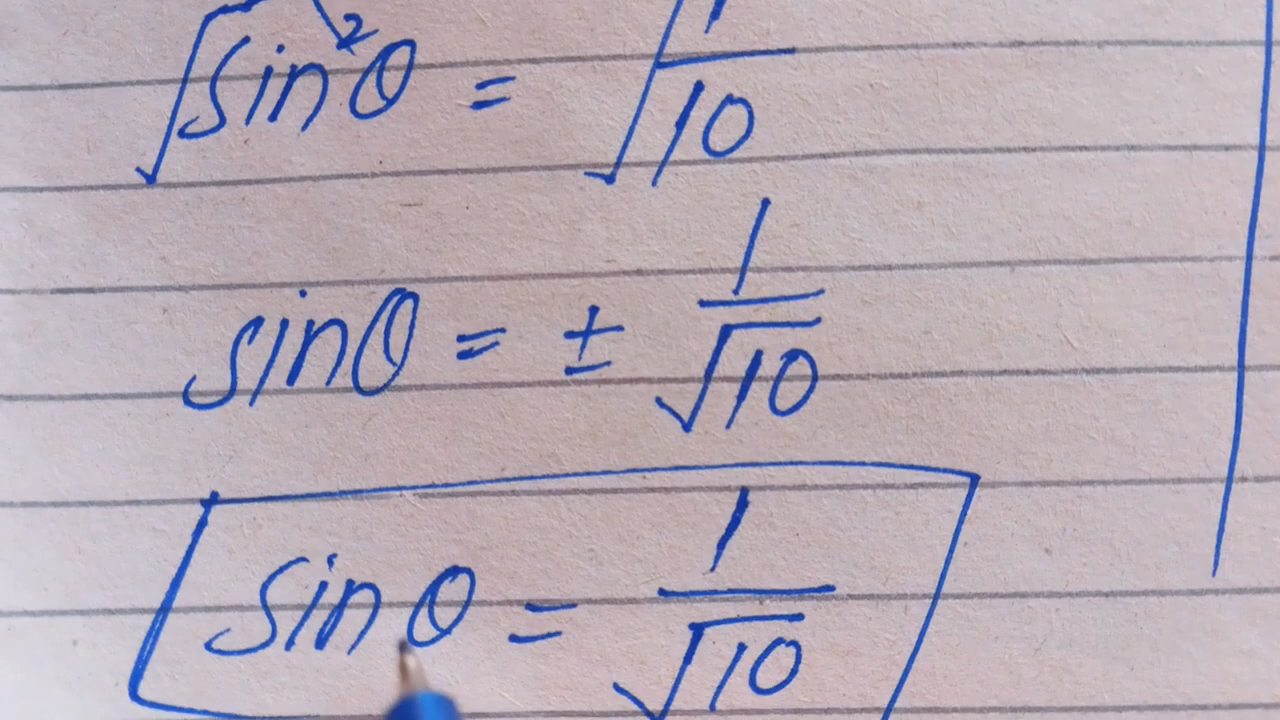 √sin²θ = √1/10
sinθ = ± 1/√10
sinθ = 1/√10